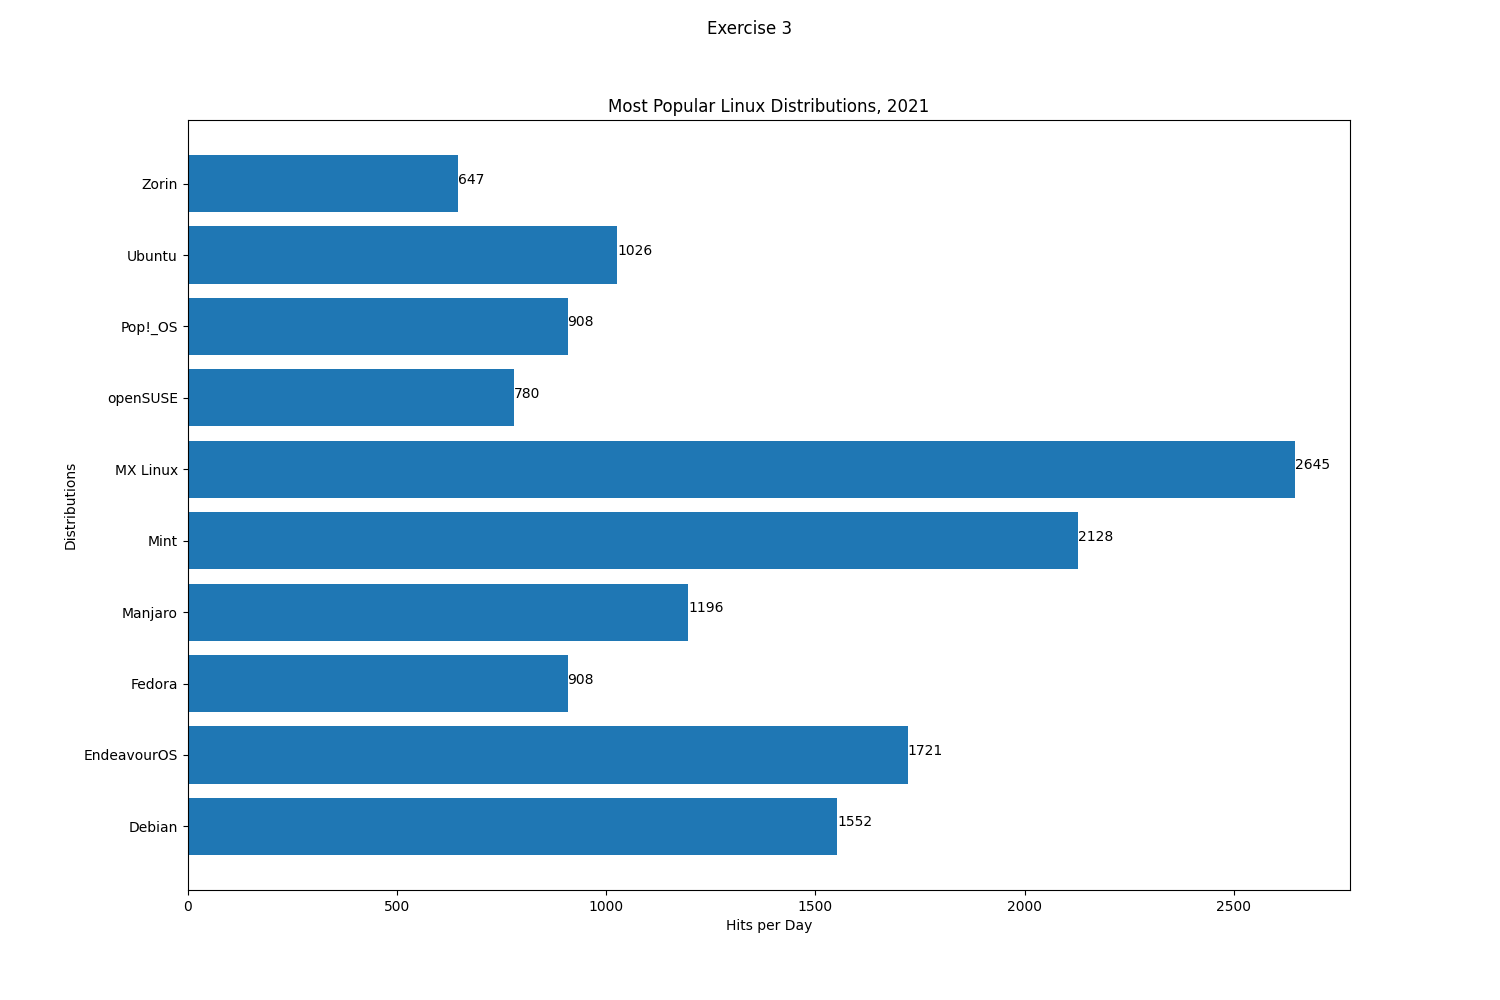 Exercise 3
Most Popular Linux Distributions, 2021
Zorin 647
Ubuntu 1026
Pop!_OS 908
openSUSE 780
MX Linux 2645
Mint 2128
Manjaro 1196
Fedora 908
EndeavourOS 1721
Debian 1552
Distributions
0 500 1000 1500 2000 2500
Hits per Day